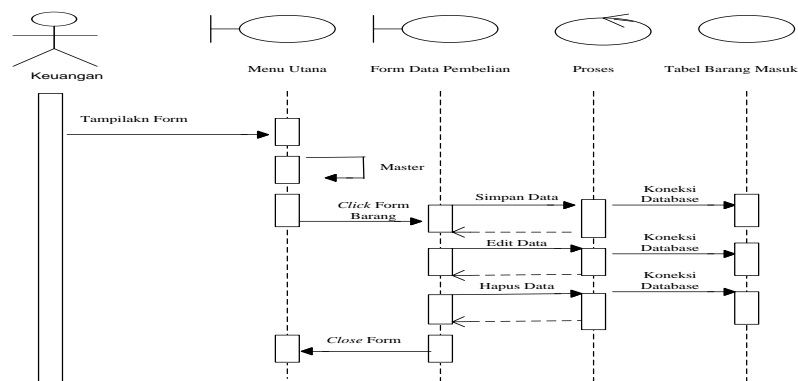 Keuangan
Menu Utana
Form Data Pembelian
Proses
Tabel Barang Masuk
Tampilakn Form
Master
Click Form
Barang
Simpan Data
Koneksi
Database
Edit Data
Koneksi
Database
Hapus Data
Koneksi
Database
Close Form